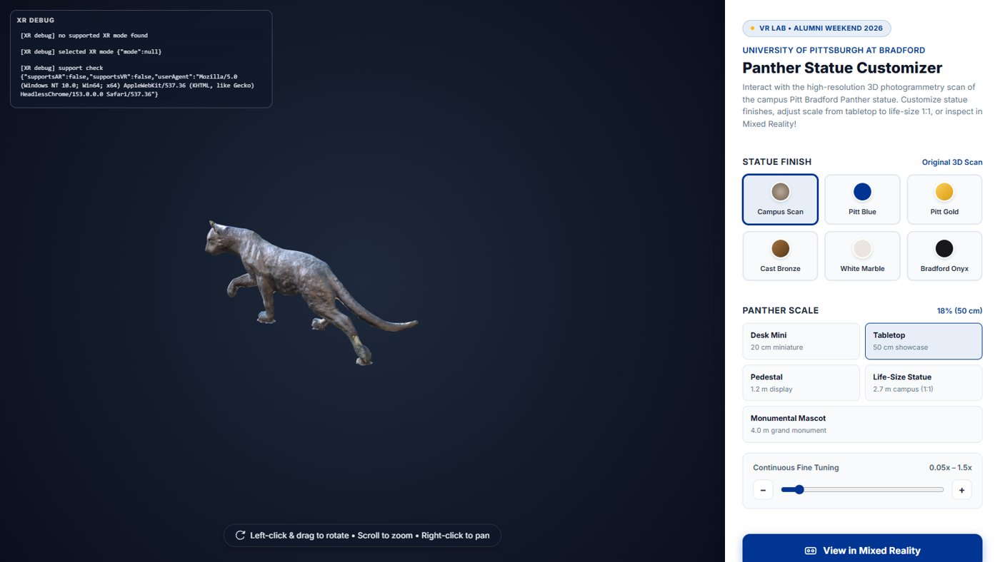 XR DEBUG
[XR debug] no supported XR mode found
[XR debug] selected XR mode {"mode":null}
[XR debug] support check
{"supportsAR":false,"supportsVR":false,"userAgent":"Mozilla/5.0
(Windows NT 10.0; Win64; x64) AppleWebKit/537.36 (KHTML, like Gecko)
HeadlessChrome/153.0.0.0 Safari/537.36"}
Left-click & drag to rotate • Scroll to zoom • Right-click to pan
VR LAB • ALUMNI WEEKEND 2026
UNIVERSITY OF PITTSBURGH AT BRADFORD
Panther Statue Customizer
Interact with the high-resolution 3D photogrammetry scan of
the campus Pitt Bradford Panther statue. Customize statue
finishes, adjust scale from tabletop to life-size 1:1, or inspect in
Mixed Reality!
STATUE FINISH
Original 3D Scan
Campus Scan
Pitt Blue
Pitt Gold
Cast Bronze
White Marble
Bradford Onyx
PANTHER SCALE
18% (50 cm)
Desk Mini
20 cm miniature
Tabletop
50 cm showcase
Pedestal
1.2 m display
Life-Size Statue
2.7 m campus (1:1)
Monumental Mascot
4.0 m grand monument
Continuous Fine Tuning
0.05x – 1.5x
−
+
View in Mixed Reality